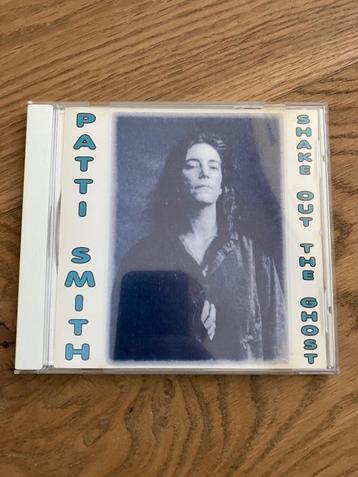 PATTI SMITH
SHAKE OUT THE GHOST